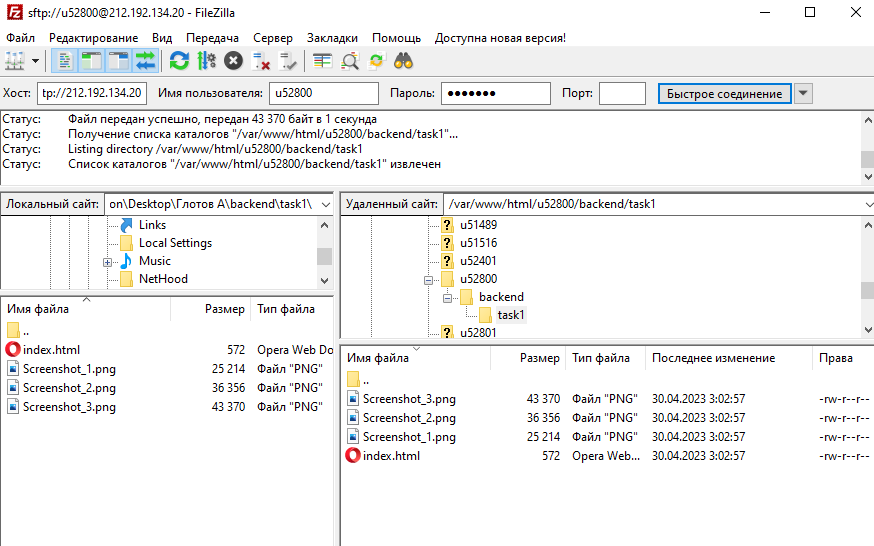 sftp://u52800@212.192.134.20 - FileZilla
Файл Редактирование Вид Передача Сервер Закладки Помощь Доступна новая версия!
Хост: tp://212.192.134.20 Имя пользователя: u52800 Пароль: ●●●●●●● Порт: Быстрое соединение
Статус: Файл передан успешно, передан 43 370 байт в 1 секунда
Статус: Получение списка каталогов "/var/www/html/u52800/backend/task1"...
Статус: Listing directory /var/www/html/u52800/backend/task1
Статус: Список каталогов "/var/www/html/u52800/backend/task1" извлечен
Локальный сайт: on\Desktop\Глотов А\backend\task1\
Links
Local Settings
Music
NetHood
Имя файла Размер Тип файла
..
index.html 572 Opera Web Do
Screenshot_1.png 25 214 Файл "PNG"
Screenshot_2.png 36 356 Файл "PNG"
Screenshot_3.png 43 370 Файл "PNG"
Удаленный сайт: /var/www/html/u52800/backend/task1
u51489
u51516
u52401
u52800
backend
task1
u52801
Имя файла Размер Тип файла Последнее изменение Права
..
Screenshot_3.png 43 370 Файл "PNG" 30.04.2023 3:02:57 -rw-r--r--
Screenshot_2.png 36 356 Файл "PNG" 30.04.2023 3:02:57 -rw-r--r--
Screenshot_1.png 25 214 Файл "PNG" 30.04.2023 3:02:57 -rw-r--r--
index.html 572 Opera Web... 30.04.2023 3:02:57 -rw-r--r--